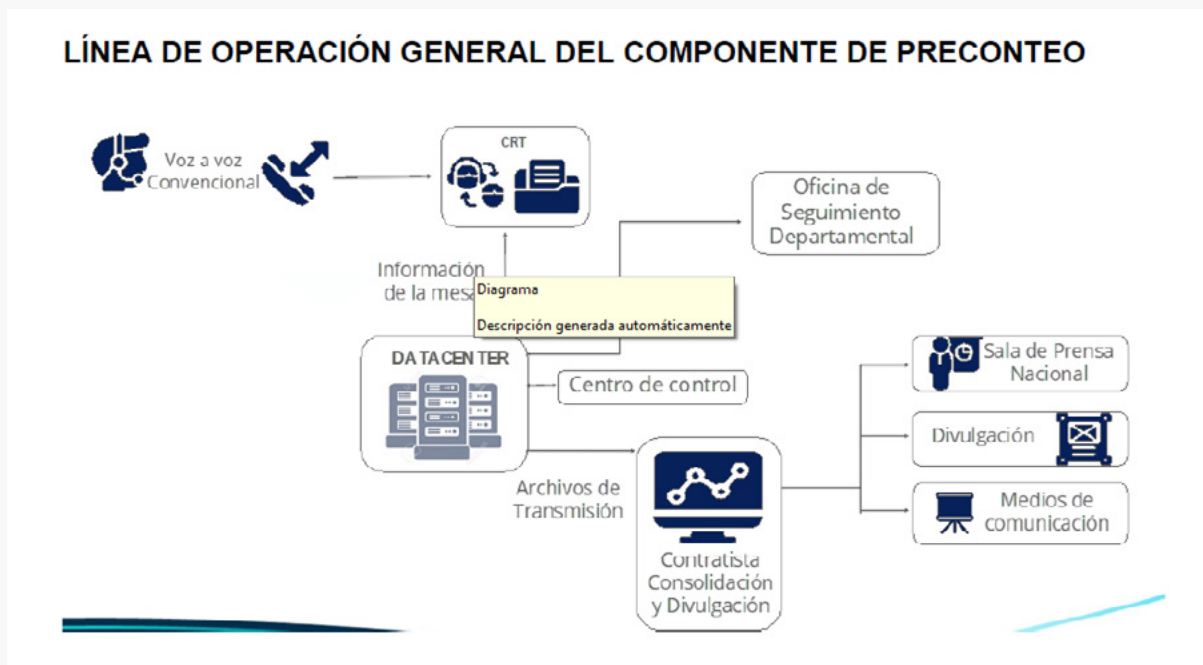 LÍNEA DE OPERACIÓN GENERAL DEL COMPONENTE DE PRECONTEO
Voz a voz
Convencional
CRT
Oficina de
Seguimiento
Departamental
Información
de la mesa
Diagrama
Descripción generada automáticamente
DATACENTER
Centro de control
Archivos de
Transmisión
Contratista
Consolidación
y Divulgación
Sala de Prensa
Nacional
Divulgación
Medios de
comunicación